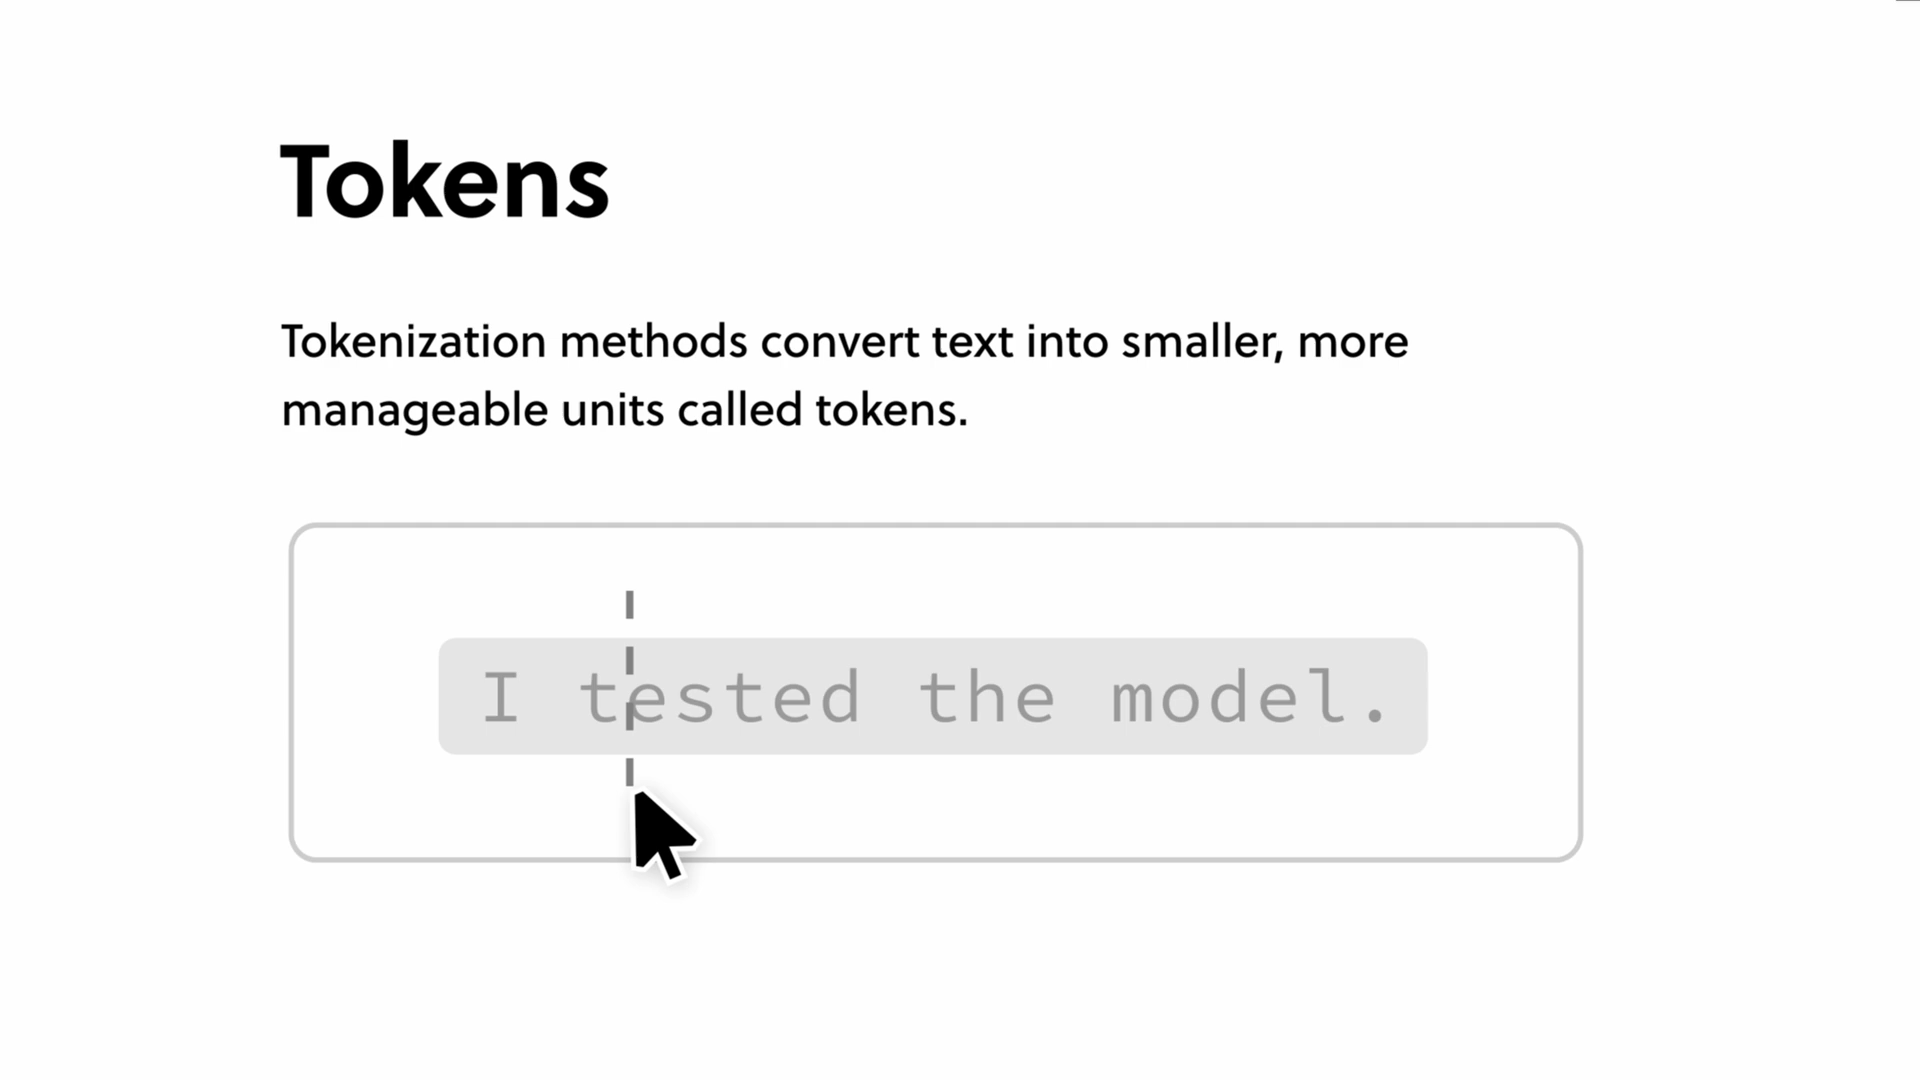 Tokens
Tokenization methods convert text into smaller, more
manageable units called tokens.
I tested the model.